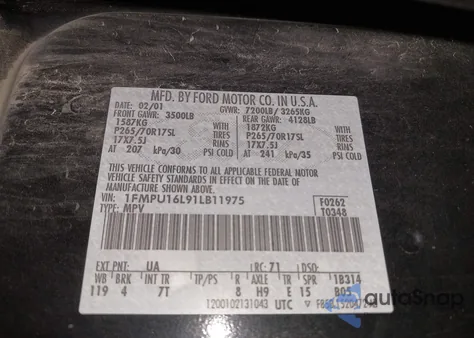 MFD. BY FORD MOTOR CO. IN U.S.A.
DATE: 02/01 GVWR: 7200LB / 3265KG
FRONT GAWR: 3500LB REAR GAWR: 4128LB
1587KG WITH 1872KG WITH
P265/70R17SL TIRES P265/70R17SL TIRES
17X7.5J RIMS 17X7.5J RIMS
AT 207 kPa/30 PSI COLD AT 241 kPa/35 PSI COLD
THIS VEHICLE CONFORMS TO ALL APPLICABLE FEDERAL MOTOR
VEHICLE SAFETY STANDARDS IN EFFECT ON THE DATE OF
MANUFACTURE SHOWN ABOVE.
VIN: 1FMPU16L91LB11975 F0262
TYPE: MPV T0348
EXT PNT: UA RC: 71 DSO:
WB BRK INT TR TP/PS R AXLE TR SPR 1B314
119 4 7T 8 H9 E 15 B05
1200102131043 UTC
autoSnap